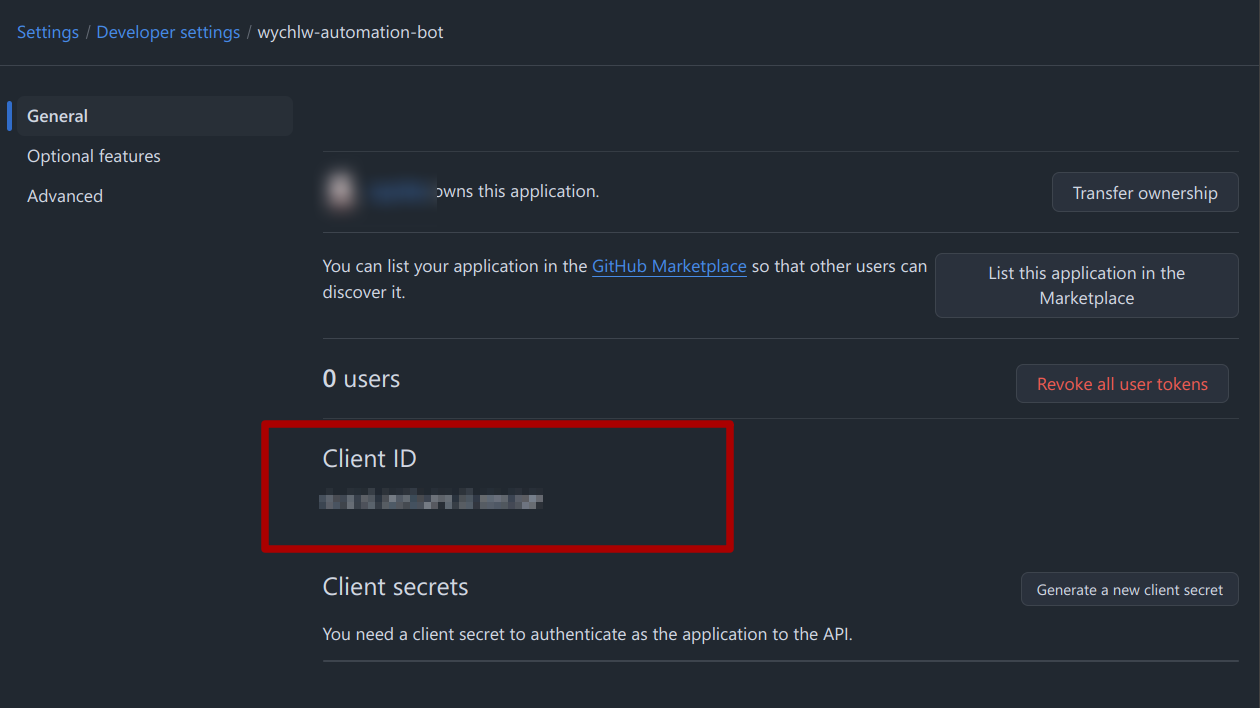 Settings / Developer settings / wychlw-automation-bot
General
Optional features
Advanced
owns this application.
Transfer ownership
You can list your application in the GitHub Marketplace so that other users can
discover it.
List this application in the
Marketplace
0 users
Revoke all user tokens
Client ID
Client secrets
Generate a new client secret
You need a client secret to authenticate as the application to the API.